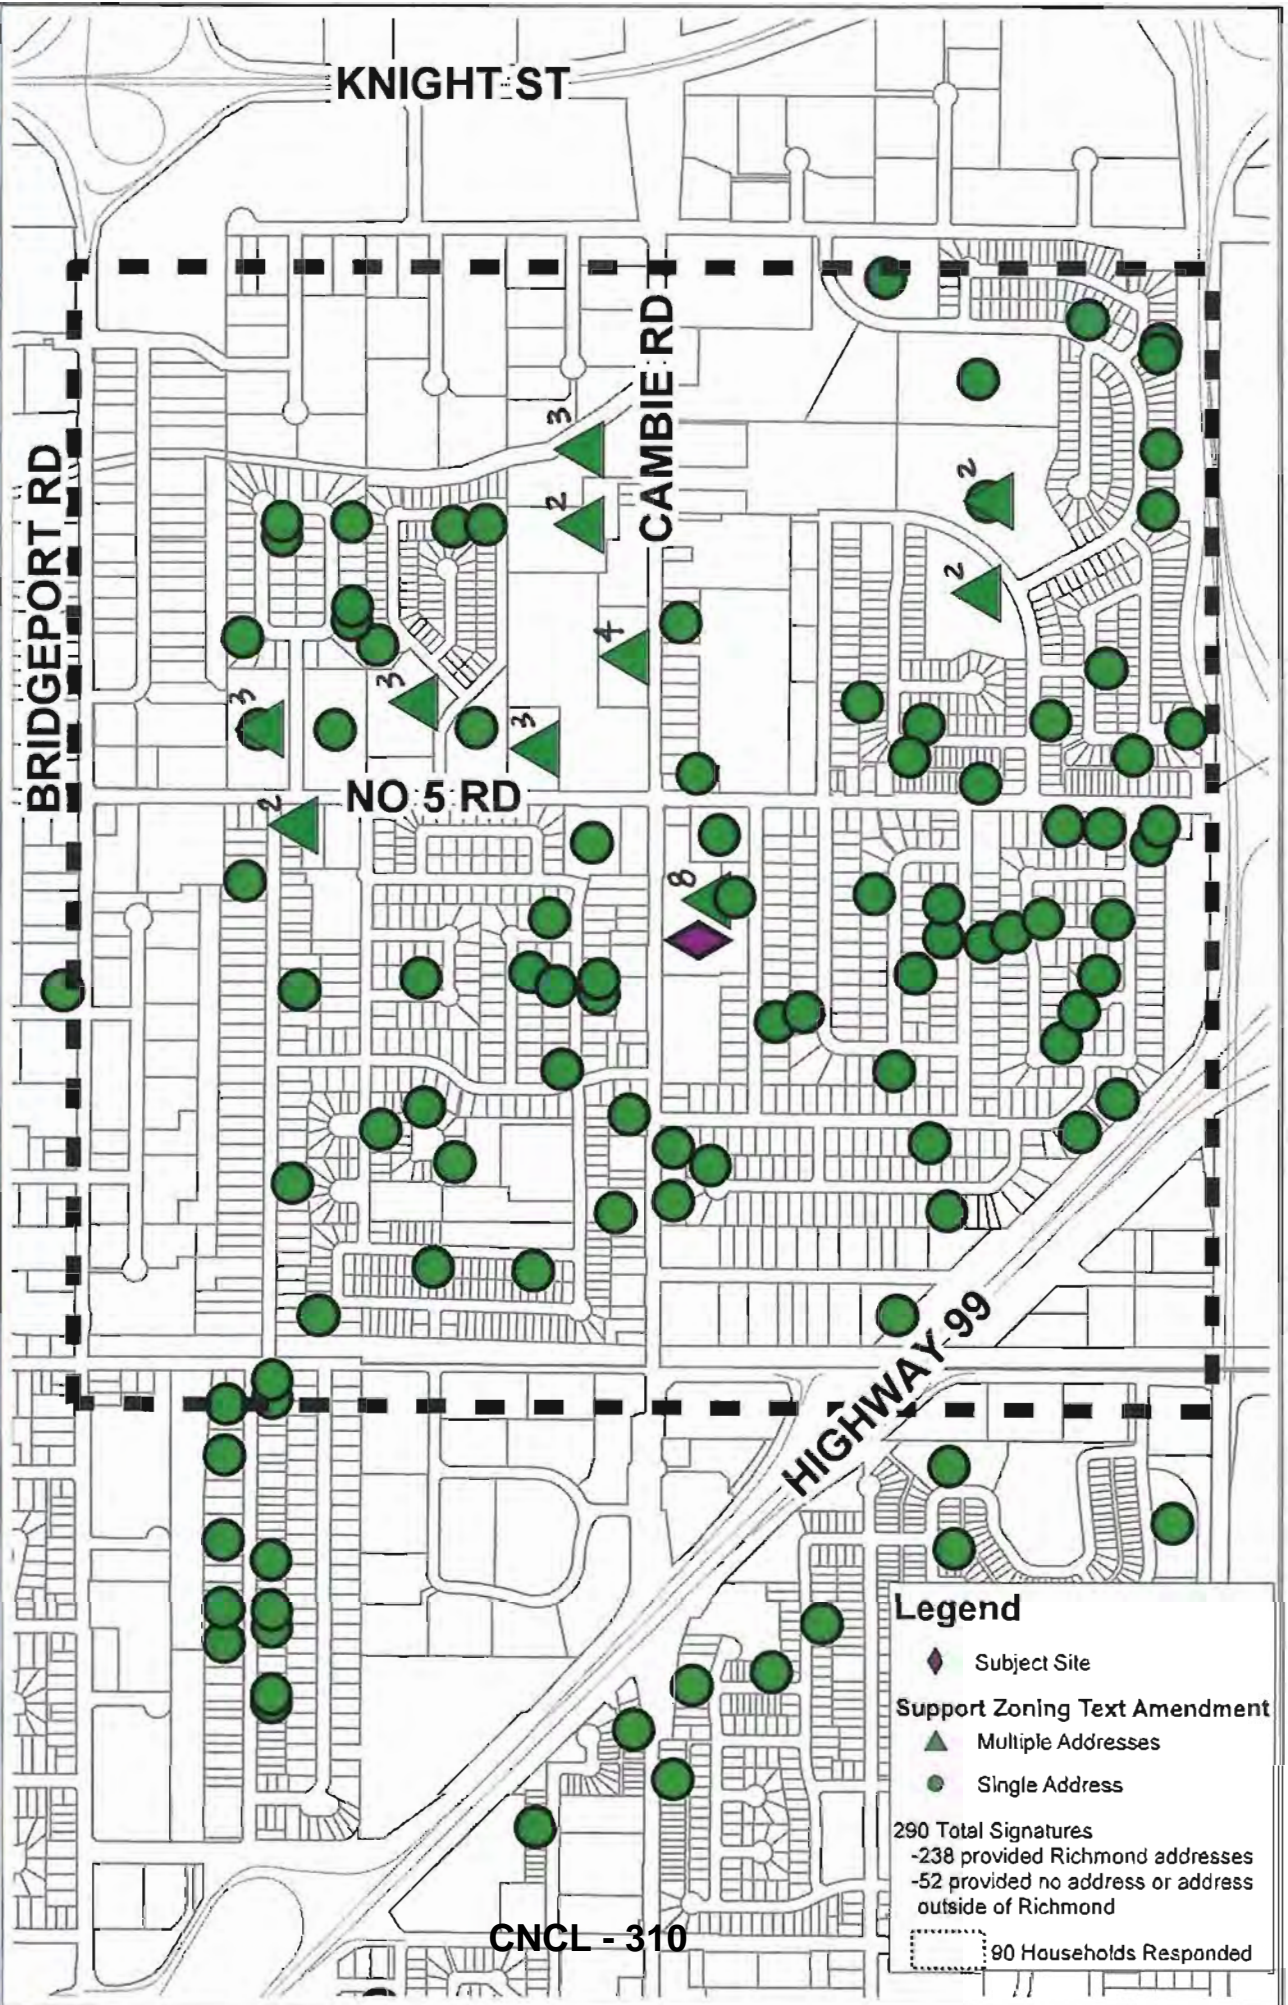 KNIGHT ST
CAMBIE RD
BRIDGEPORT RD
3
2
2
2
4
3
3
3
NO 5 RD
2
8
HIGHWAY 99
Legend
Subject Site
Support Zoning Text Amendment
Multiple Addresses
Single Address
290 Total Signatures
-238 provided Richmond addresses
-52 provided no address or address
outside of Richmond
90 Households Responded
CNCL - 310